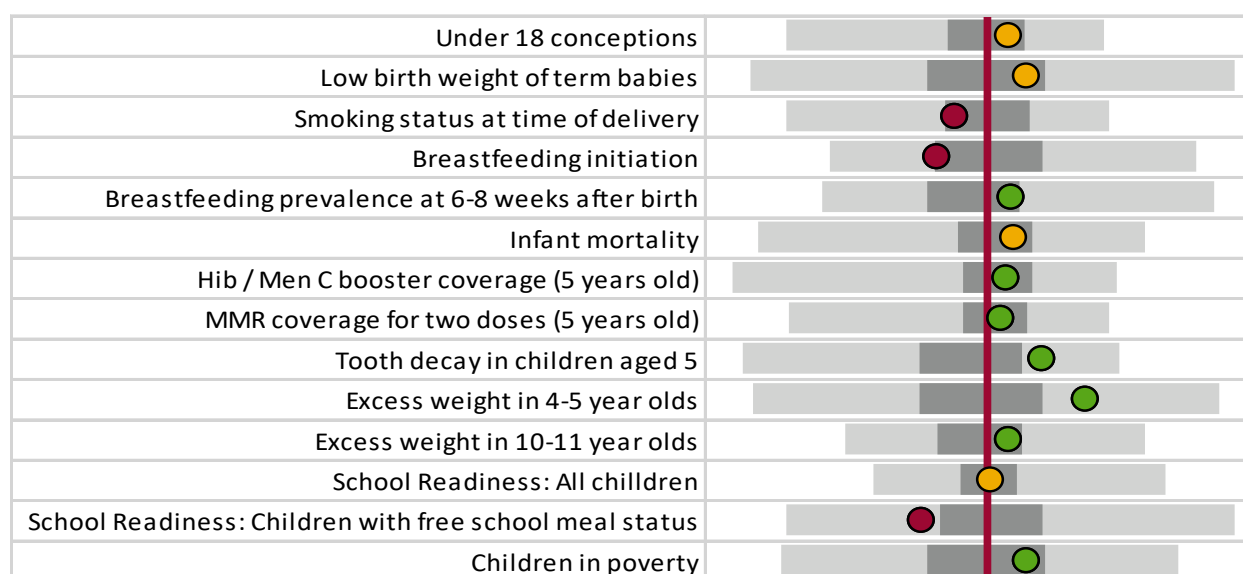 Under 18 conceptions
Low birth weight of term babies
Smoking status at time of delivery
Breastfeeding initiation
Breastfeeding prevalence at 6-8 weeks after birth
Infant mortality
Hib / Men C booster coverage (5 years old)
MMR coverage for two doses (5 years old)
Tooth decay in children aged 5
Excess weight in 4-5 year olds
Excess weight in 10-11 year olds
School Readiness: All chilldren
School Readiness: Children with free school meal status
Children in poverty